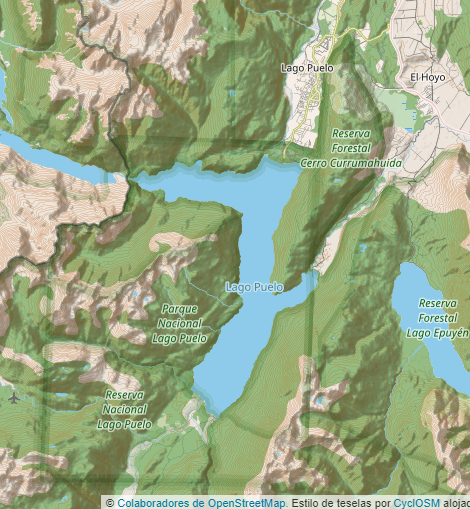 Lago Puelo
El Hoyo
Reserva
Forestal
Cerro Currumahuida
Lago Puelo
Parque
Nacional
Lago Puelo
Reserva
Forestal
Lago Epuyén
Reserva
Nacional
Lago Puelo
© Colaboradores de OpenStreetMap. Estilo de teselas por CyclOSM alojac